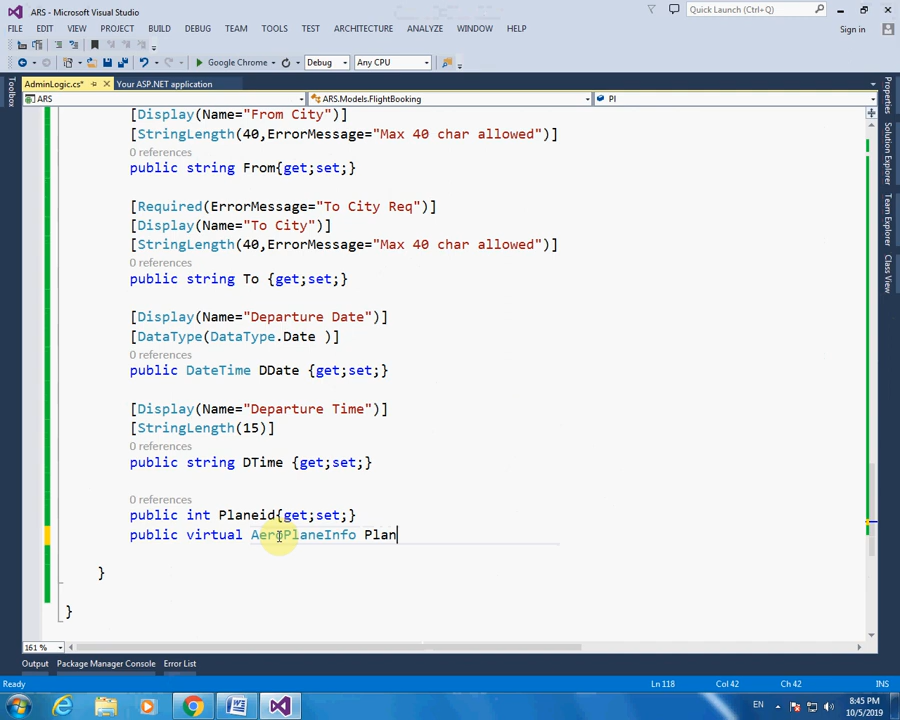 ARS - Microsoft Visual Studio
Quick Launch (Ctrl+Q)
FILE EDIT VIEW PROJECT BUILD DEBUG TEAM TOOLS TEST ARCHITECTURE ANALYZE WINDOW HELP
Sign in
Google Chrome Debug Any CPU
AdminLogic.cs* Your ASP.NET application
ARS ARS.Models.FlightBooking PI
[Display(Name="From City")]
[StringLength(40,ErrorMessage="Max 40 char allowed")]
0 references
public string From{get;set;}
[Required(ErrorMessage="To City Req")]
[Display(Name="To City")]
[StringLength(40,ErrorMessage="Max 40 char allowed")]
0 references
public string To {get;set;}
[Display(Name="Departure Date")]
[DataType(DataType.Date )]
0 references
public DateTime DDate {get;set;}
[Display(Name="Departure Time")]
[StringLength(15)]
0 references
public string DTime {get;set;}
0 references
public int Planeid{get;set;}
public virtual AeroPlaneInfo Plan
}
}
Toolbox
Properties
Solution Explorer
Team Explorer
Class View
161 %
Output Package Manager Console Error List
Ready Ln 118 Col 42 Ch 42 INS
EN 8:45 PM
10/5/2019